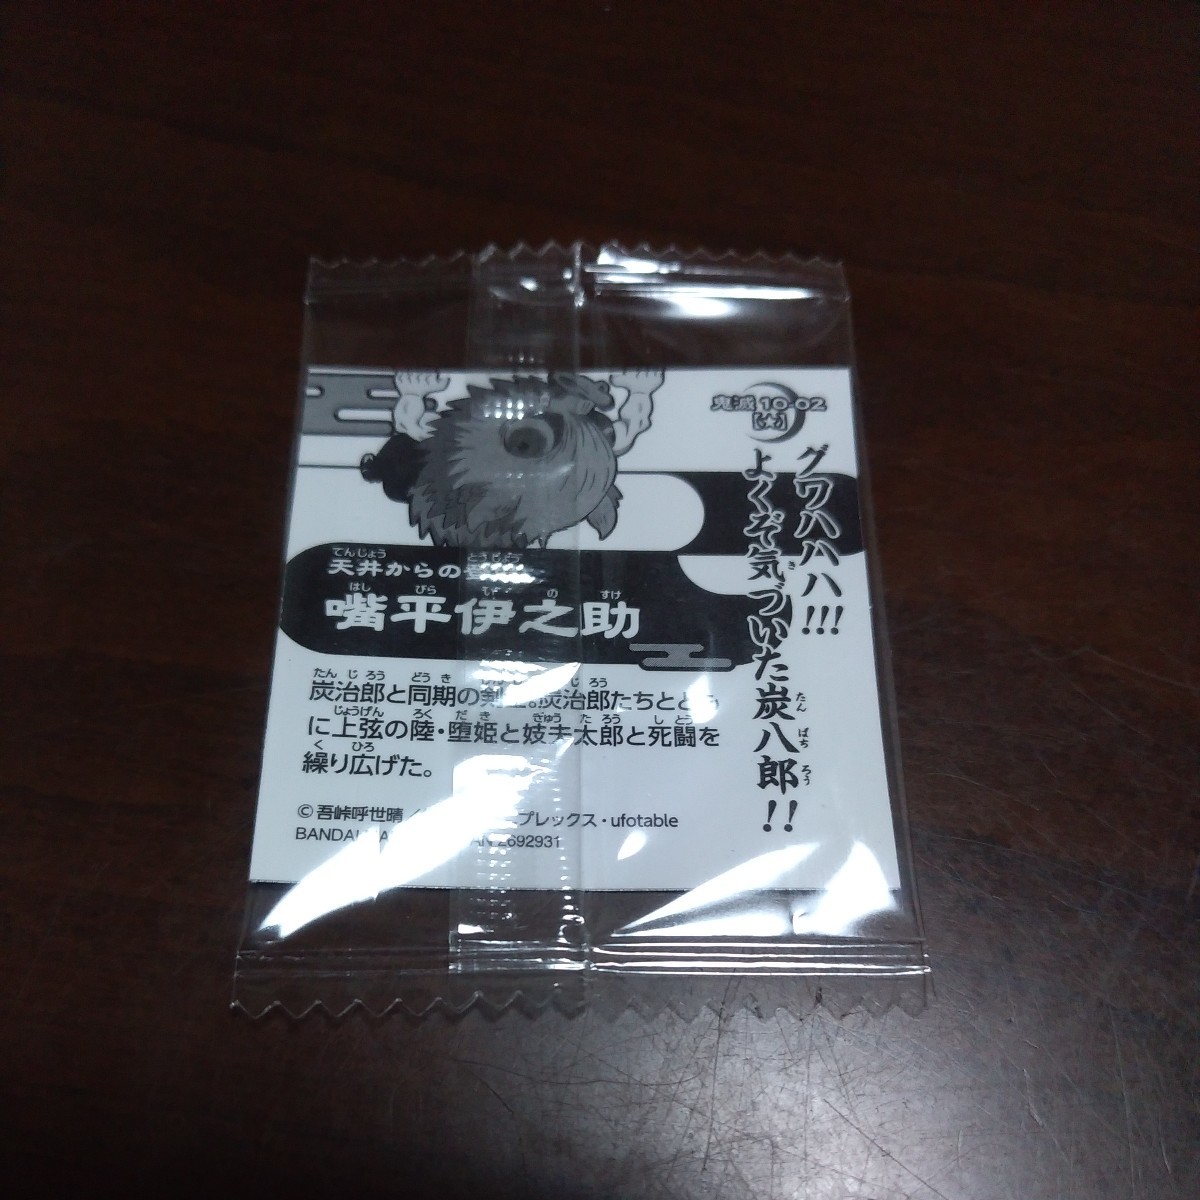 鬼滅 10-02
[★]
グワハハハ!!!
よくぞ気づいた炭八郎!!
天井からの
嘴平伊之助
炭治郎と同期の剣 。炭治郎たちととも
に上弦の陸・堕姫と妓夫太郎と死闘を
繰り広げた。
©吾峠呼世晴/ プレックス・ufotable
BANDAI 2692931